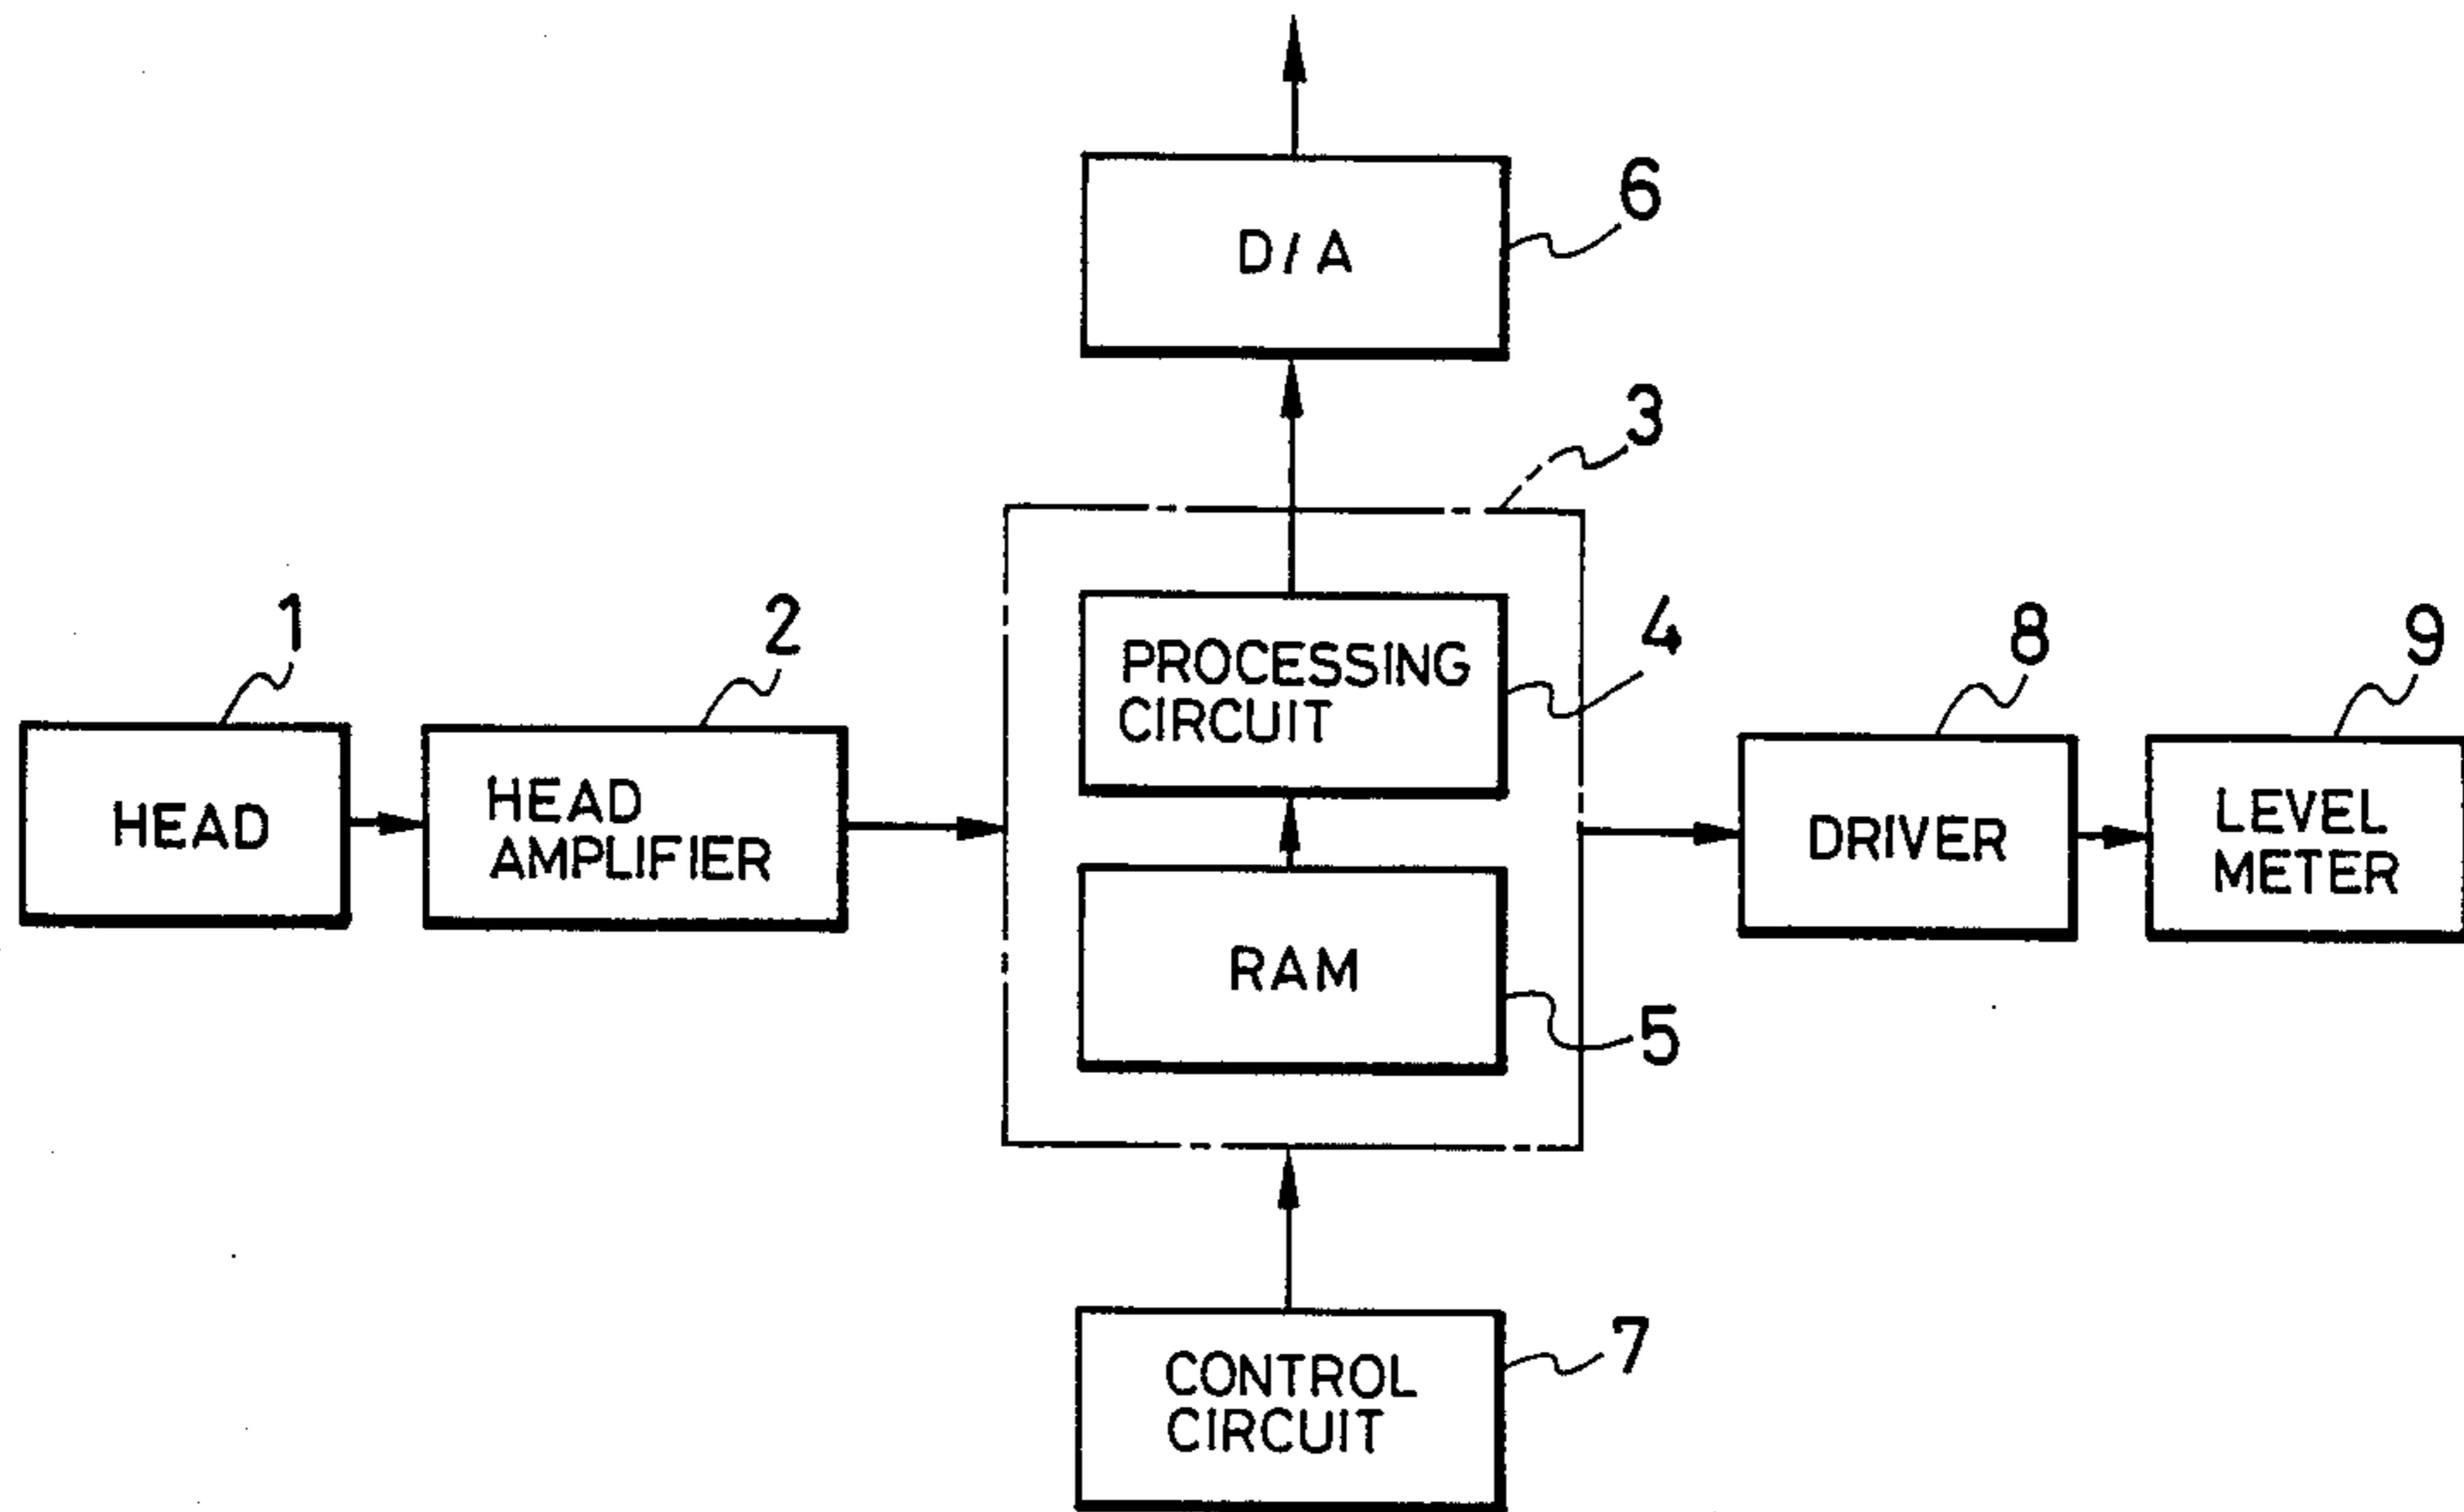 6
D/A
3
1
2
4
8
9
PROCESSING
CIRCUIT
HEAD
HEAD
AMPLIFIER
DRIVER
LEVEL
METER
RAM
5
7
CONTROL
CIRCUIT